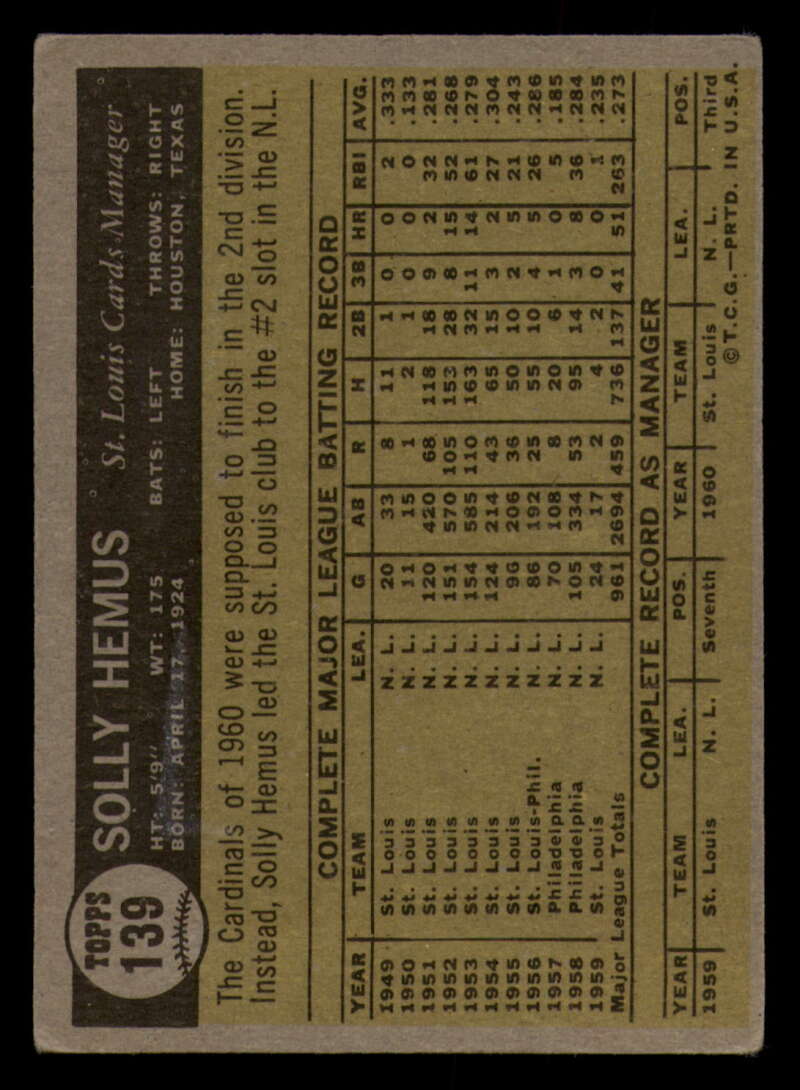 TOPPS
139
SOLLY HEMUS St. Louis Cards-Manager
HT: 5'9" WT: 175 BATS: LEFT THROWS: RIGHT
BORN: APRIL 17, 1924 HOME: HOUSTON, TEXAS
The Cardinals of 1960 were supposed to finish in the 2nd division.
Instead, Solly Hemus led the St. Louis club to the #2 slot in the N.L.
COMPLETE MAJOR LEAGUE BATTING RECORD
YEAR TEAM LEA. G AB R H 2B 3B HR RBI AVG.
1949 St. Louis N. L. 20 33 8 11 1 0 0 2 .333
1950 St. Louis N. L. 11 15 1 2 1 0 0 0 .133
1951 St. Louis N. L. 120 420 68 118 18 9 2 32 .281
1952 St. Louis N. L. 151 570 105 153 28 8 15 52 .268
1953 St. Louis N. L. 154 585 110 163 32 11 14 61 .279
1954 St. Louis N. L. 124 214 43 65 15 3 2 27 .304
1955 St. Louis N. L. 96 206 36 50 10 2 5 21 .243
1956 St. Louis-Phil. N. L. 86 192 25 55 10 4 5 26 .286
1957 Philadelphia N. L. 70 108 8 20 6 1 0 5 .185
1958 Philadelphia N. L. 105 334 53 95 14 3 8 36 .284
1959 St. Louis N. L. 24 17 2 4 2 0 0 1 .235
Major League Totals 961 2694 459 736 137 41 51 263 .273
COMPLETE RECORD AS MANAGER
YEAR TEAM LEA. POS. YEAR TEAM LEA. POS.
1959 St. Louis N. L. Seventh 1960 St. Louis N. L. Third
©T.C.G.—PRTD. IN U.S.A.